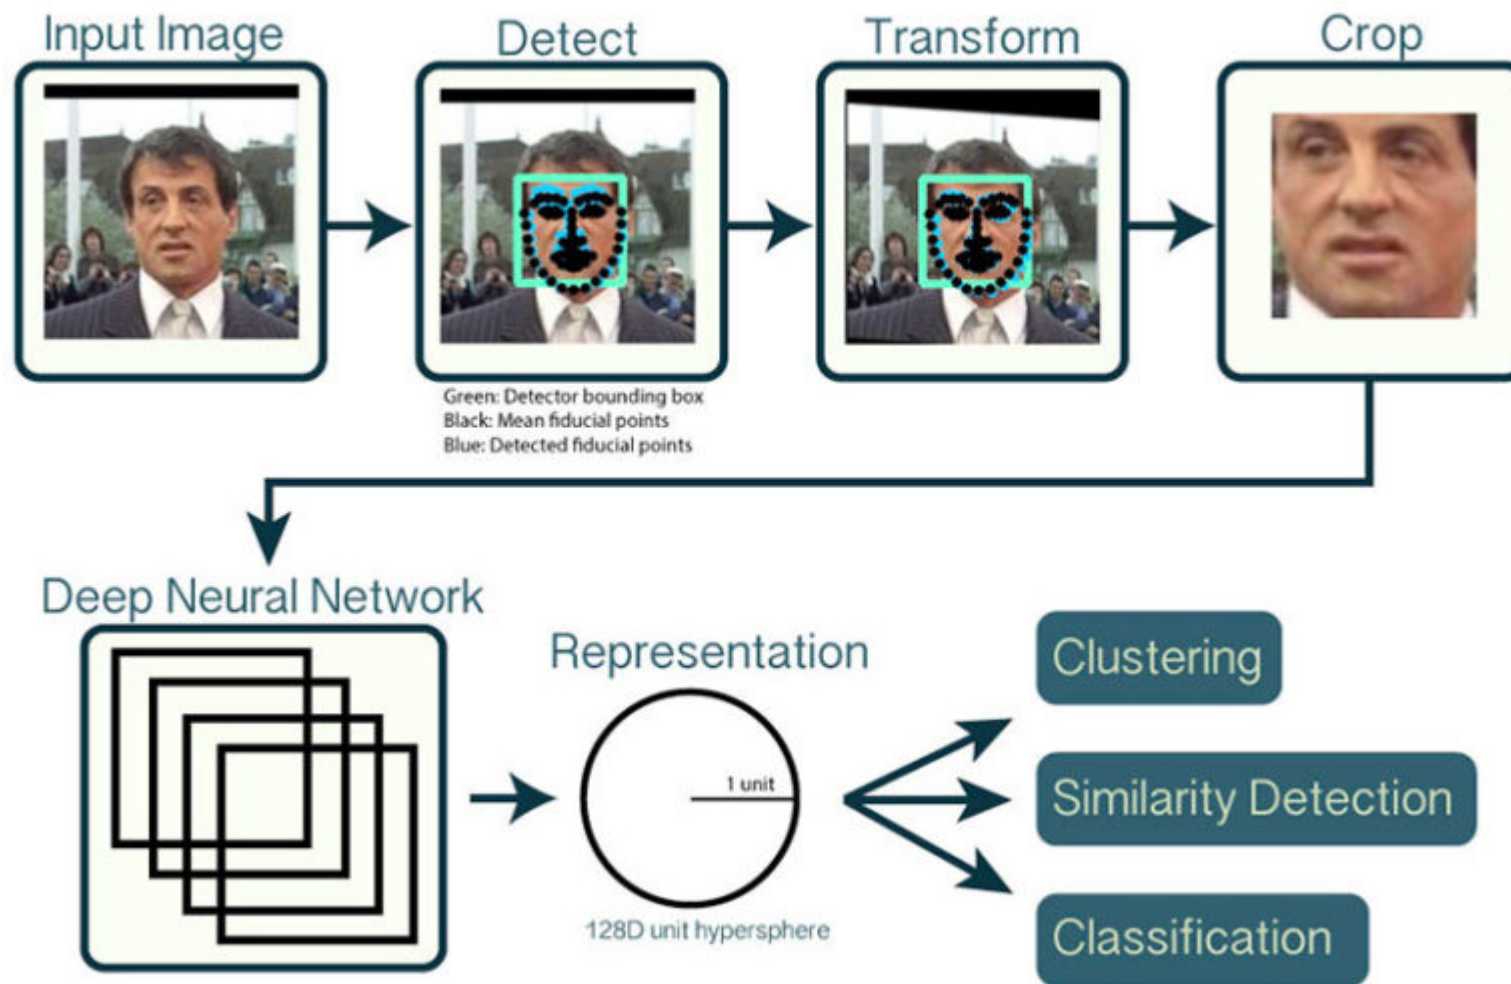 Input Image
Detect
Transform
Crop
Green: Detector bounding box
Black: Mean fiducial points
Blue: Detected fiducial points
Deep Neural Network
Representation
1 unit
128D unit hypersphere
Clustering
Similarity Detection
Classification